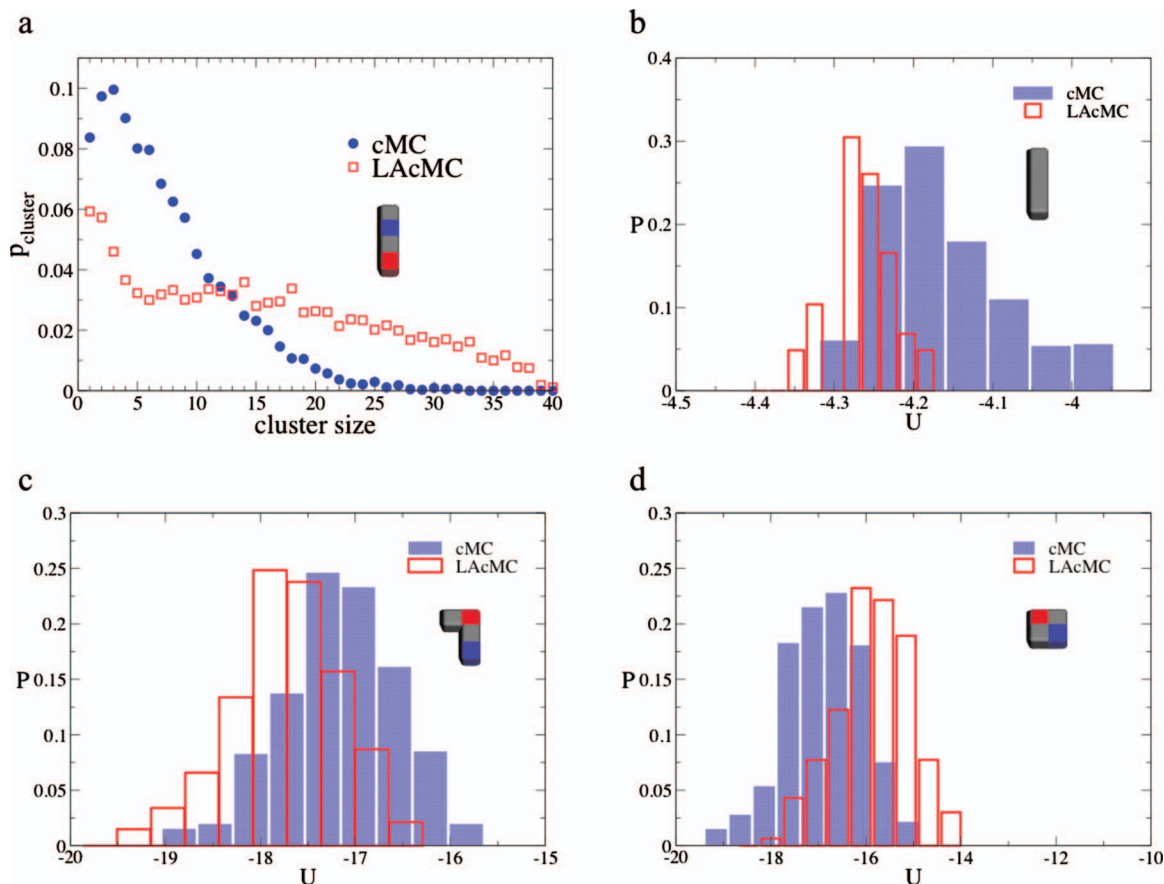 a
0.1
0.08
0.06
0.04
0.02
0
p_cluster
cMC
LAcMC
0 5 10 15 20 25 30 35 40
cluster size
b
0.4
0.3
0.2
0.1
0
P
cMC
LAcMC
-4.5 -4.4 -4.3 -4.2 -4.1 -4
U
c
0.3
0.25
0.2
0.15
0.1
0.05
0
P
cMC
LAcMC
-20 -19 -18 -17 -16 -15
U
d
0.3
0.25
0.2
0.15
0.1
0.05
0
P
cMC
LAcMC
-20 -18 -16 -14 -12 -10
U